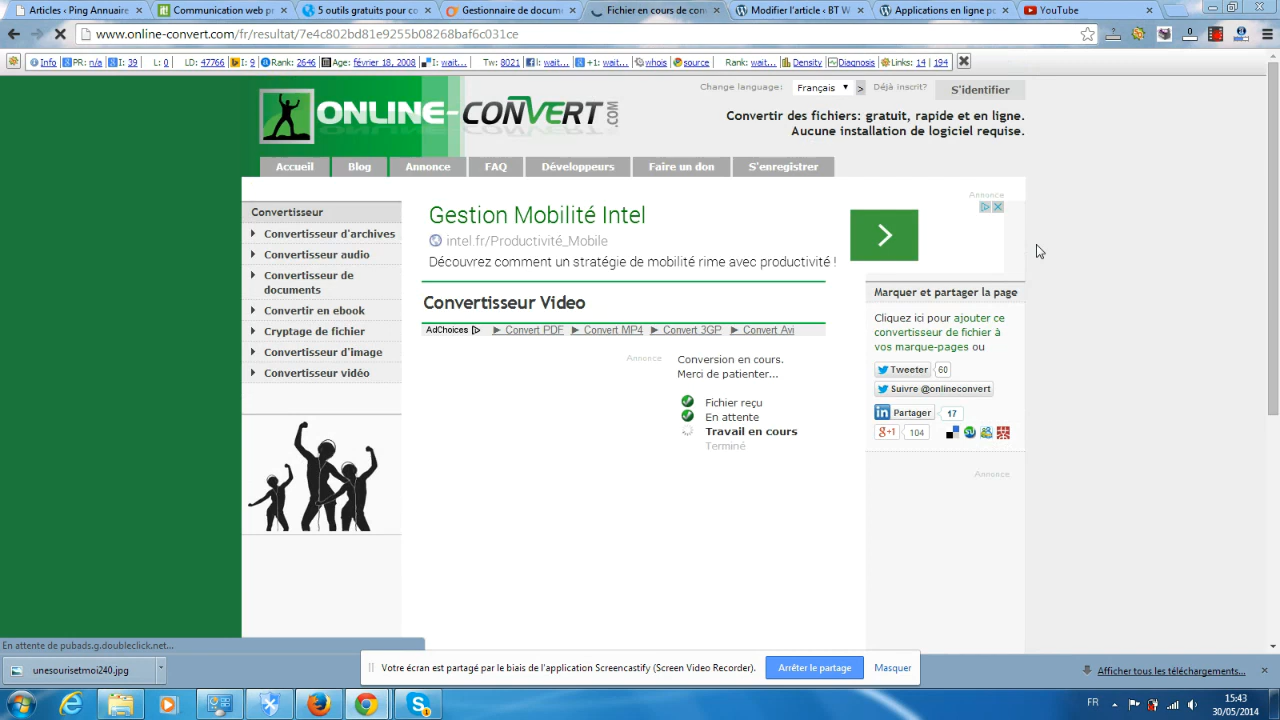 Articles ‹ Ping Annuaire
Communication web pr
5 outils gratuits pour co
Gestionnaire de docume
Fichier en cours de con
Modifier l'article ‹ BT W
Applications en ligne po
YouTube
www.online-convert.com/fr/resultat/7e4c802bd81e9255b08268baf6c031ce
Info PR: n/a I: 39 L: 0 LD: 47766 I: 9 Rank: 2646 Age: février 18, 2008 I: wait... Tw: 8021 I: wait... +1: wait... whois source Rank: wait... Density Diagnosis Links: 14 | 194
Change language: Français > Déjà inscrit? S'identifier
ONLINE-CONVERT.COM
Convertir des fichiers: gratuit, rapide et en ligne.
Aucune installation de logiciel requise.
Accueil Blog Annonce FAQ Développeurs Faire un don S'enregistrer
Convertisseur
Convertisseur d'archives
Convertisseur audio
Convertisseur de
documents
Convertir en ebook
Cryptage de fichier
Convertisseur d'image
Convertisseur vidéo
Annonce
Gestion Mobilité Intel
intel.fr/Productivité_Mobile
Découvrez comment un stratégie de mobilité rime avec productivité !
Convertisseur Video
AdChoices ► Convert PDF ► Convert MP4 ► Convert 3GP ► Convert Avi
Annonce
Conversion en cours.
Merci de patienter...
Fichier reçu
En attente
Travail en cours
Terminé
Marquer et partager la page
Cliquez ici pour ajouter ce
convertisseur de fichier à
vos marque-pages ou
Tweeter 60
Suivre @onlineconvert
Partager 17
g+1 104
Annonce
En attente de pubads.g.doubleclick.net...
unesourisetmoi240.jpg
Votre écran est partagé par le biais de l'application Screencastify (Screen Video Recorder). Arrêter le partage Masquer
Afficher tous les téléchargements...
FR
15:43
30/05/2014